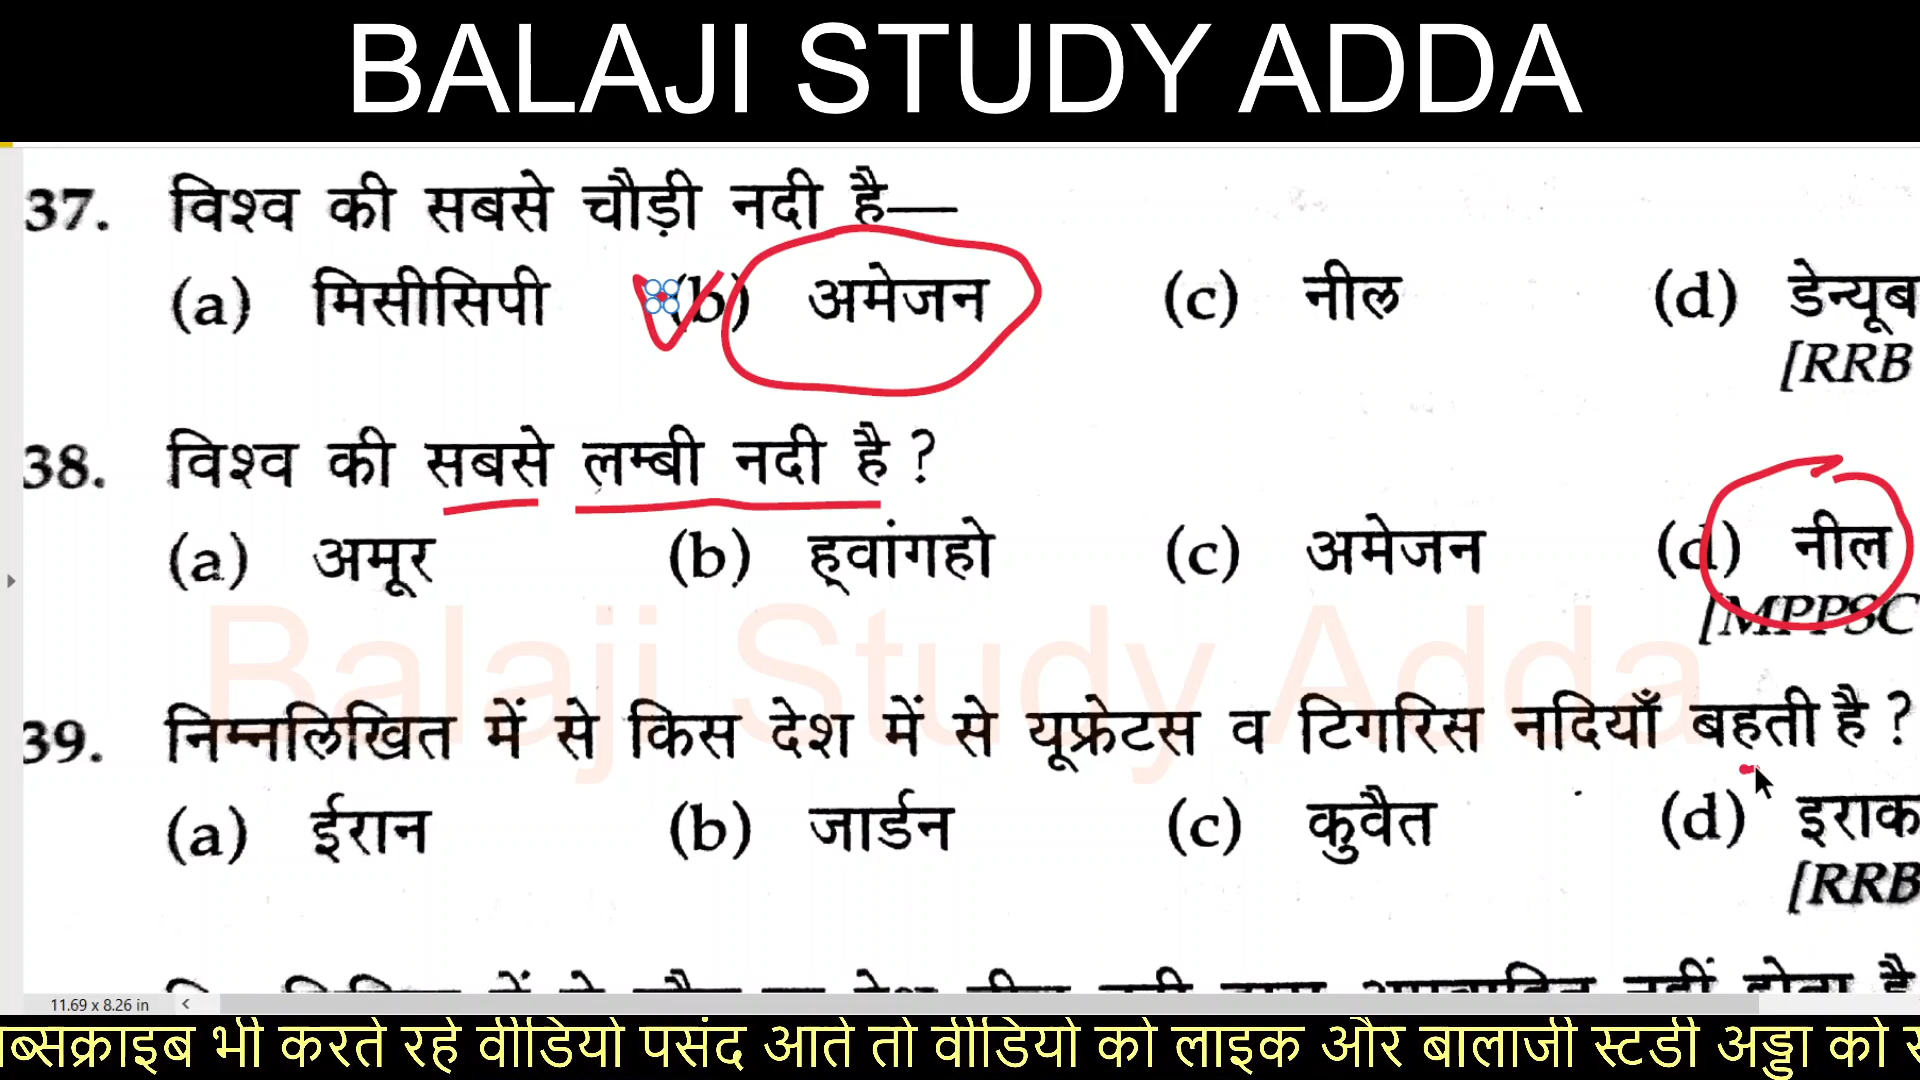 BALAJI STUDY ADDA
37. विश्व की सबसे चौड़ी नदी है—
(a) मिसीसिपी (b) अमेजन (c) नील (d) डेन्यूब
[RRB
38. विश्व की सबसे लम्बी नदी है ?
(a) अमूर (b) ह्वांगहो (c) अमेजन (d) नील
[MPPSC
Balaji Study Adda
39. निम्नलिखित में से किस देश में से यूफ्रेटस व टिगरिस नदियाँ बहती है ?
(a) ईरान (b) जार्डन (c) कुवैत (d) इराक
[RRB
11.69 x 8.26 in
ब्सक्राइब भी करते रहे वीडियो पसंद आते तो वीडियो को लाइक और बालाजी स्टडी अड्डा को